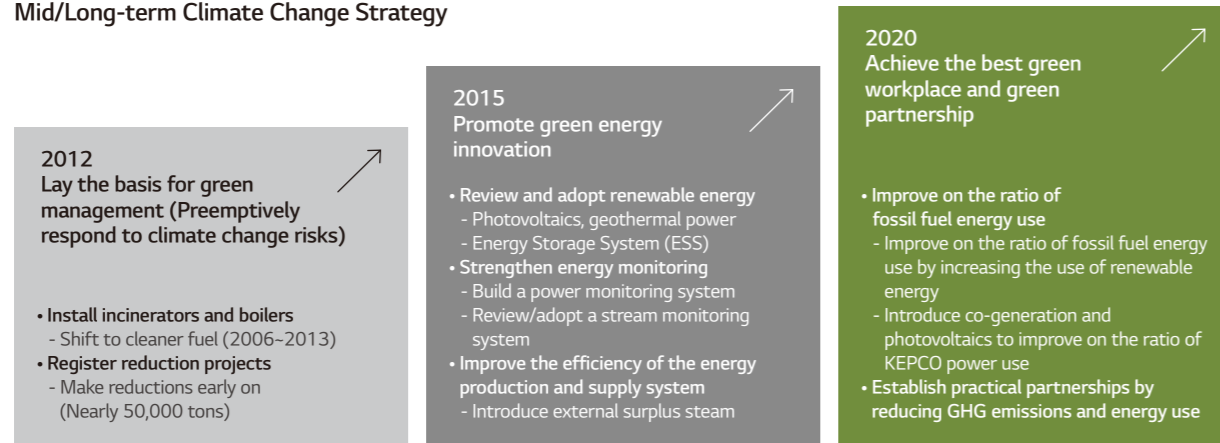 Mid/Long-term Climate Change Strategy
2012
Lay the basis for green
management (Preemptively
respond to climate change risks)
• Install incinerators and boilers
- Shift to cleaner fuel (2006~2013)
• Register reduction projects
- Make reductions early on
(Nearly 50,000 tons)
2015
Promote green energy
innovation
• Review and adopt renewable energy
- Photovoltaics, geothermal power
- Energy Storage System (ESS)
• Strengthen energy monitoring
- Build a power monitoring system
- Review/adopt a stream monitoring
system
• Improve the efficiency of the energy
production and supply system
- Introduce external surplus steam
2020
Achieve the best green
workplace and green
partnership
• Improve on the ratio of
fossil fuel energy use
- Improve on the ratio of fossil fuel energy
use by increasing the use of renewable
energy
- Introduce co-generation and
photovoltaics to improve on the ratio of
KEPCO power use
• Establish practical partnerships by
reducing GHG emissions and energy use